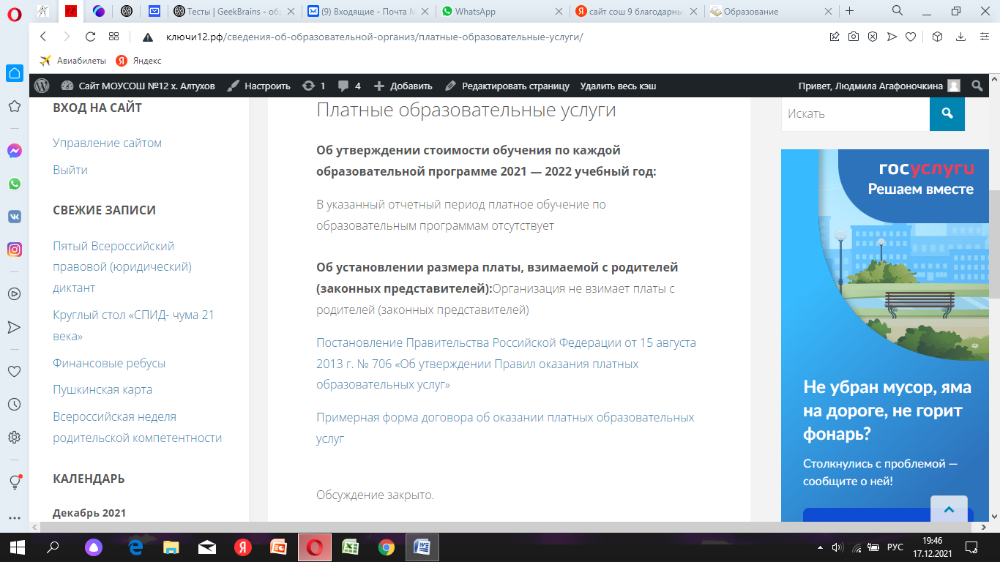 Тесты | GeekBrains - об
(9) Входящие - Почта M
WhatsApp
сайт сош 9 благодарны
Образование
ключи12.рф/сведения-об-образовательной-организ/платные-образовательные-услуги/
Авиабилеты
Яндекс
Сайт МОУСОШ №12 х. Алтухов
Настроить
1
4
Добавить
Редактировать страницу
Удалить весь кэш
Привет, Людмила Агафоночкина
ВХОД НА САЙТ
Управление сайтом
Выйти
СВЕЖИЕ ЗАПИСИ
Пятый Всероссийский
правовой (юридический)
диктант
Круглый стол «СПИД- чума 21
века»
Финансовые ребусы
Пушкинская карта
Всероссийская неделя
родительской компетентности
КАЛЕНДАРЬ
Декабрь 2021
Платные образовательные услуги
Об утверждении стоимости обучения по каждой
образовательной программе 2021 — 2022 учебный год:
В указанный отчетный период платное обучение по
образовательным программам отсутствует
Об установлении размера платы, взимаемой с родителей
(законных представителей):Организация не взимает платы с
родителей (законных представителей)
Постановление Правительства Российской Федерации от 15 августа
2013 г. № 706 «Об утверждении Правил оказания платных
образовательных услуг»
Примерная форма договора об оказании платных образовательных
услуг
Обсуждение закрыто.
Искать
госуслуги
Решаем вместе
Не убран мусор, яма
на дороге, не горит
фонарь?
Столкнулись с проблемой —
сообщите о ней!
РУС
19:46
17.12.2021